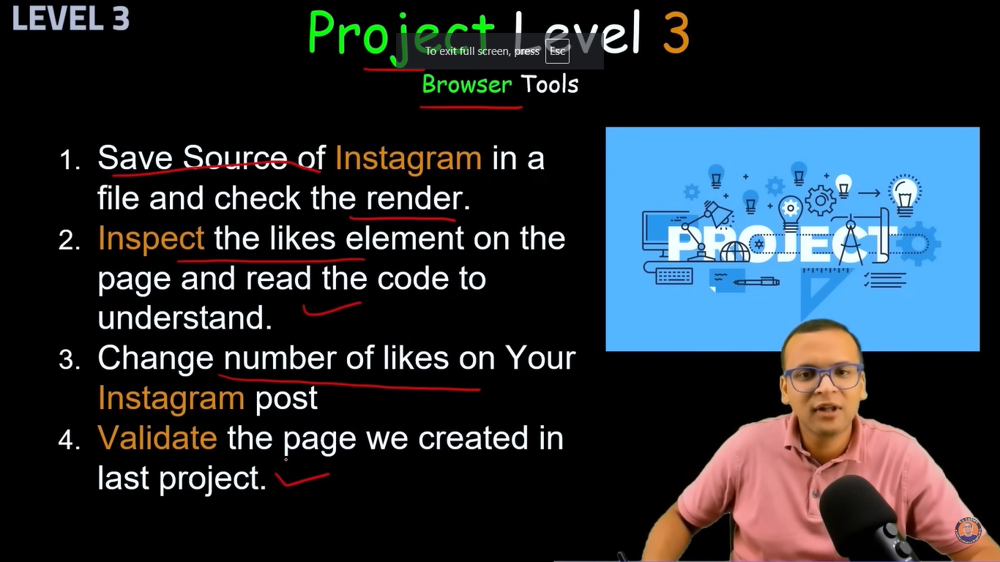 LEVEL 3
Project Level 3
To exit full screen, press Esc
Browser Tools
1. Save Source of Instagram in a
file and check the render.
2. Inspect the likes element on the
page and read the code to
understand.
3. Change number of likes on Your
Instagram post
4. Validate the page we created in
last project.
PROJECT